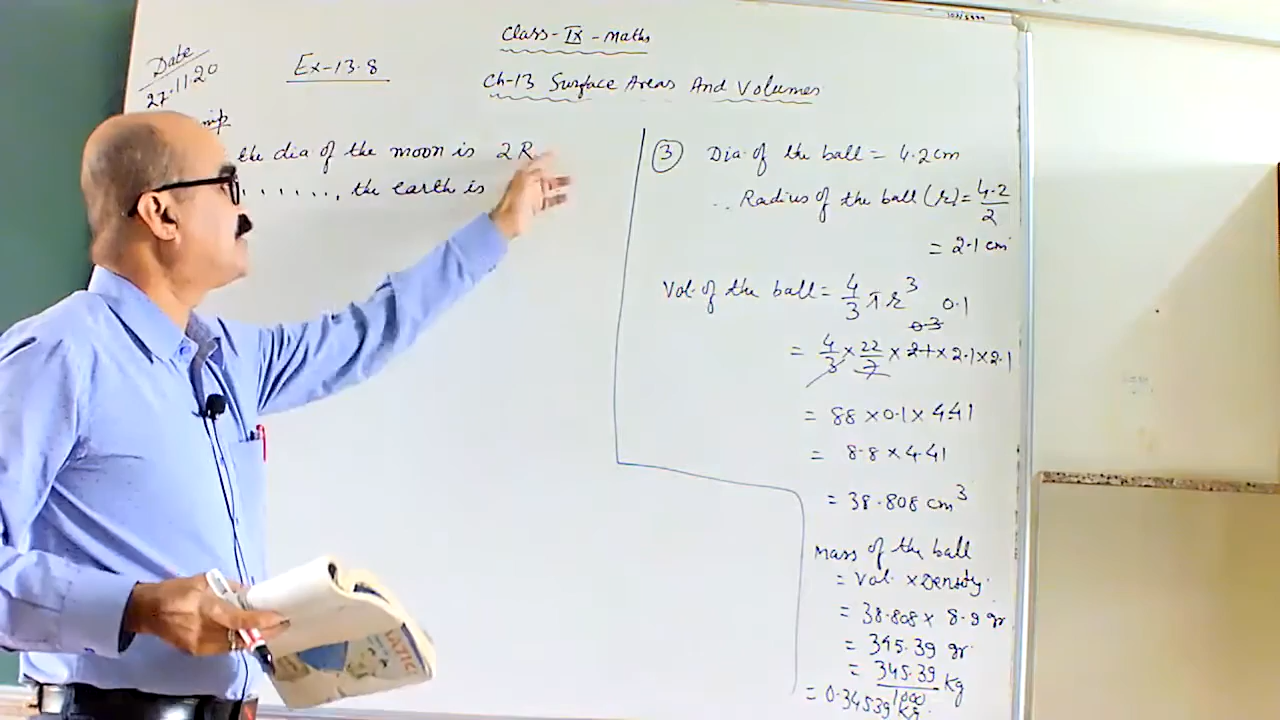 Class-IX-Maths
Date
27.11.20
Ex-13.8
Ch-13 Surface Areas And Volumes
the dia of the moon is 2R
......, the earth is
③ Dia of the ball = 4.2cm
∴ Radius of the ball (r) = 4.2/2
= 2.1 cm
Vol. of the ball = 4/3 π r³
0.1
0.3
= 4/3 × 22/7 × 2.1 × 2.1 × 2.1
= 88 × 0.1 × 4.41
= 8.8 × 4.41
= 38.808 cm³
Mass of the ball
= Vol. × Density
= 38.808 × 8.9 gr
= 345.39 gr
= 345.39/1000 Kg
= 0.34539 Kg.